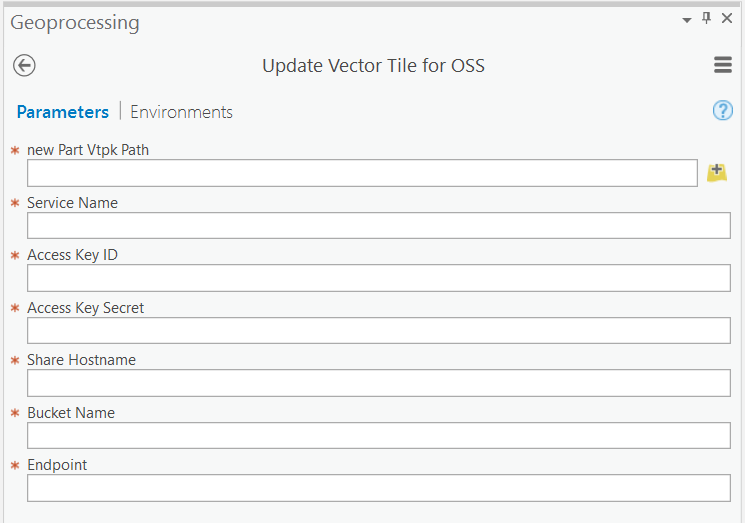 Geoprocessing
Update Vector Tile for OSS
Parameters | Environments
?
* new Part Vtpk Path
* Service Name
* Access Key ID
* Access Key Secret
* Share Hostname
* Bucket Name
* Endpoint